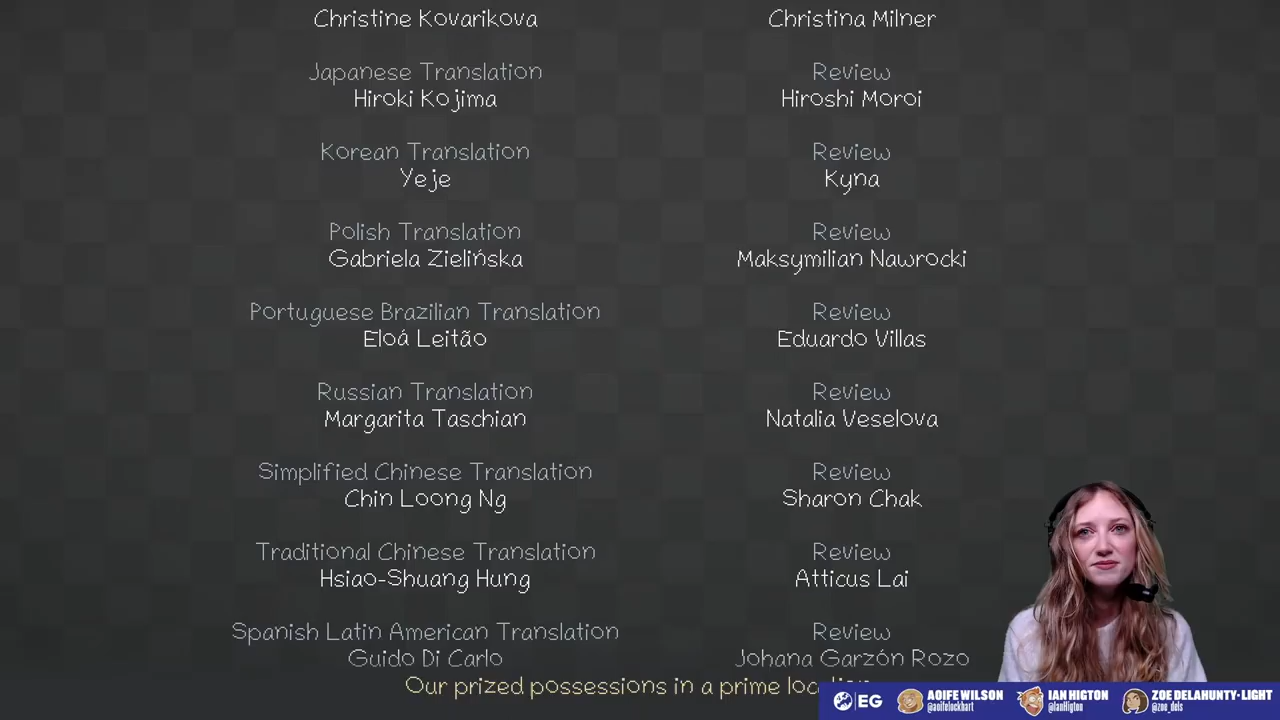 Christine Kovarikova
Christina Milner
Japanese Translation
Review
Hiroki Kojima
Hiroshi Moroi
Korean Translation
Review
Yeje
Kyna
Polish Translation
Review
Gabriela Zielińska
Maksymilian Nawrocki
Portuguese Brazilian Translation
Review
Eloá Leitão
Eduardo Villas
Russian Translation
Review
Margarita Taschian
Natalia Veselova
Simplified Chinese Translation
Review
Chin Loong Ng
Sharon Chak
Traditional Chinese Translation
Review
Hsiao-Shuang Hung
Atticus Lai
Spanish Latin American Translation
Review
Guido Di Carlo
Johana Garzón Rozo
Our prized possessions in a prime
EG
AOIFE WILSON
@aoifelockhart
IAN HIGTON
@IanHigton
ZOE DELAHUNTY-LIGHT
@zoe_dels